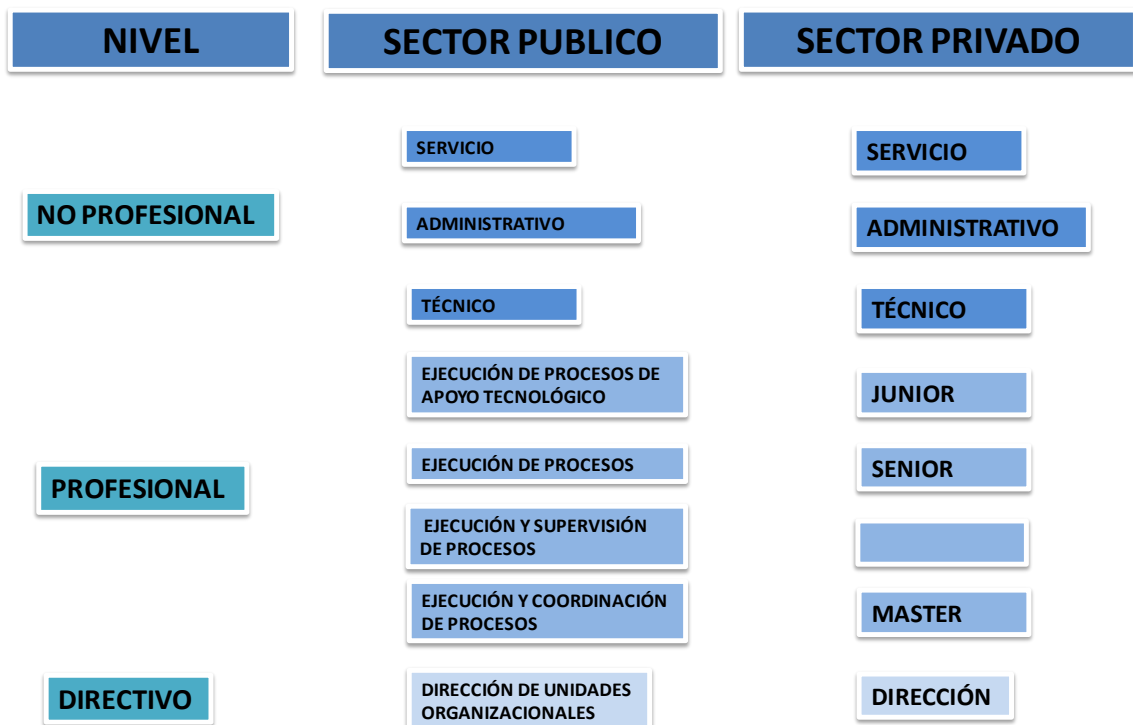 NIVEL
SECTOR PUBLICO
SECTOR PRIVADO
SERVICIO
SERVICIO
NO PROFESIONAL
ADMINISTRATIVO
ADMINISTRATIVO
TÉCNICO
TÉCNICO
EJECUCIÓN DE PROCESOS DE
APOYO TECNOLÓGICO
JUNIOR
PROFESIONAL
EJECUCIÓN DE PROCESOS
SENIOR
EJECUCIÓN Y SUPERVISIÓN
DE PROCESOS
EJECUCIÓN Y COORDINACIÓN
DE PROCESOS
MASTER
DIRECTIVO
DIRECCIÓN DE UNIDADES
ORGANIZACIONALES
DIRECCIÓN